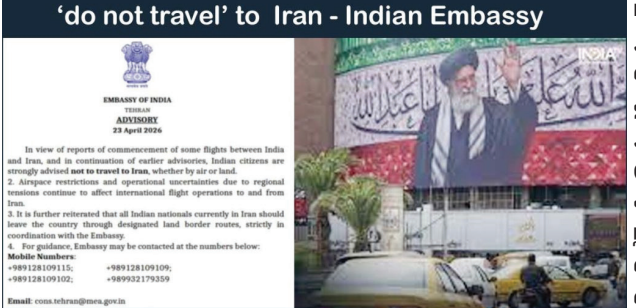 'do not travel' to Iran - Indian Embassy
EMBASSY OF INDIA
TEHRAN
ADVISORY
23 April 2026
In view of reports of commencement of some flights between India
and Iran, and in continuation of earlier advisories, Indian citizens are
strongly advised not to travel to Iran, whether by air or land.
2. Airspace restrictions and operational uncertainties due to regional
tensions continue to affect international flight operations to and from
Iran.
3. It is further reiterated that all Indian nationals currently in Iran should
leave the country through designated land border routes, strictly in
coordination with the Embassy.
4. For guidance, Embassy may be contacted at the numbers below:
Mobile Numbers:
+989128109115; +989128109109;
+989128109102; +989932179359
Email: cons.tehran@mea.gov.in
INDIA TV